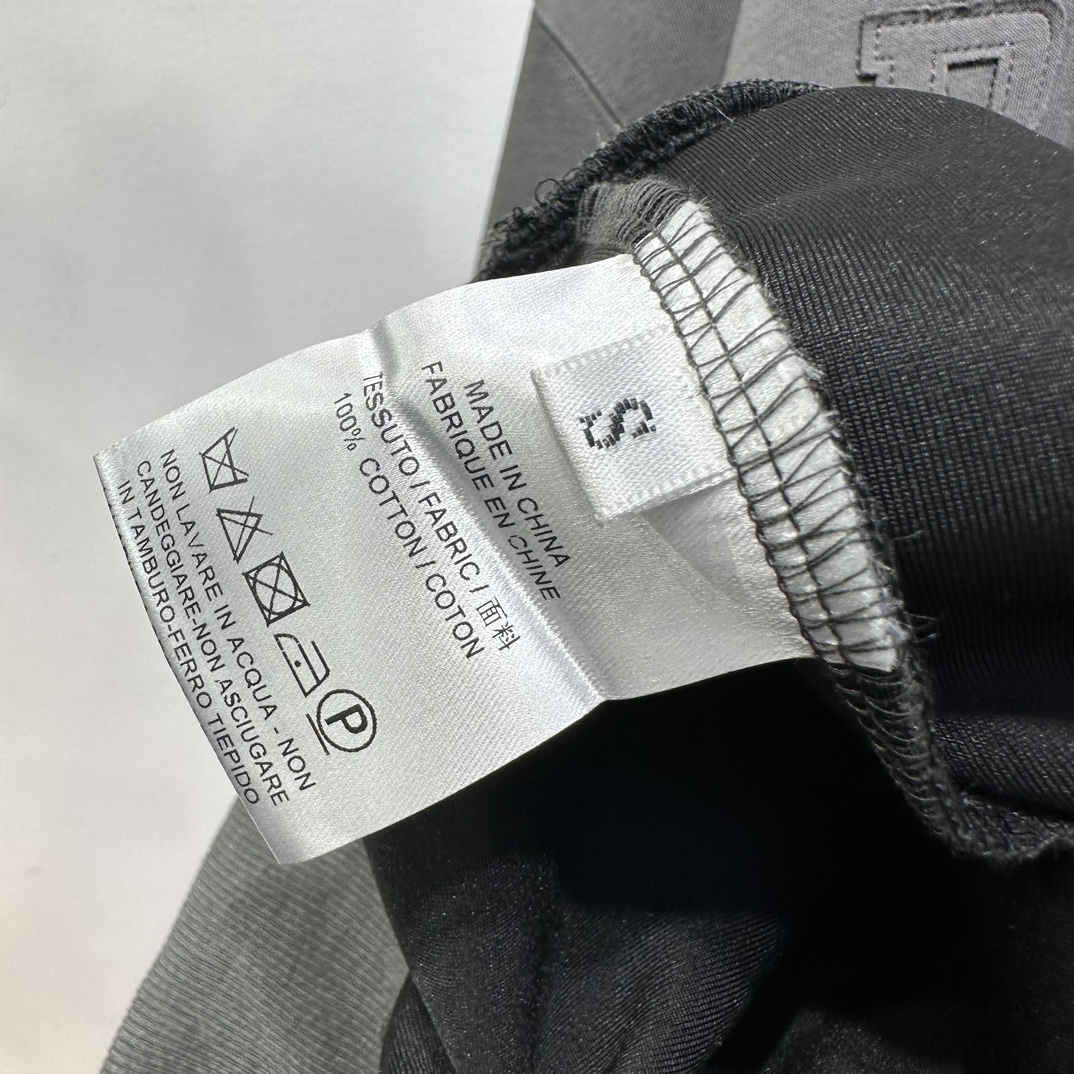 S
MADE IN CHINA
FABRIQUE EN CHINE
TESSUTO / FABRIC / 面料
100% COTTON / COTON
P
NON LAVARE IN ACQUA - NON
CANDEGGIARE-NON ASCIUGARE
IN TAMBURO-FERRO TIEPIDO